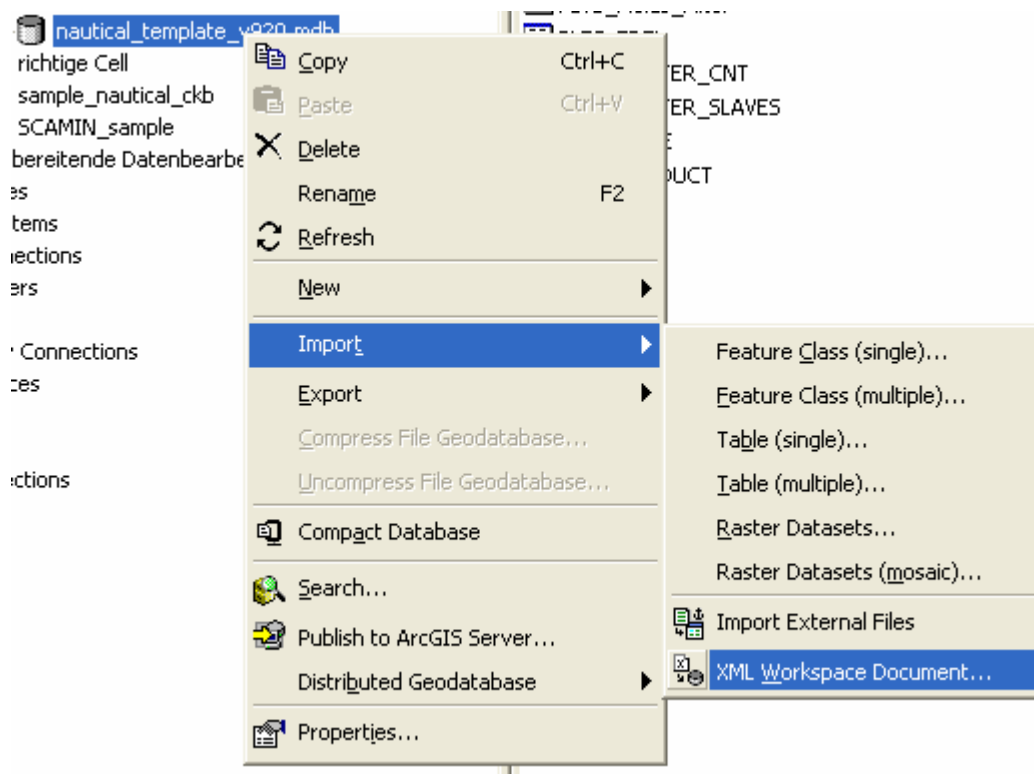 nautical_template_v920.mdb
richtige Cell
sample_nautical_ckb
SCAMIN_sample
bereitende Datenbearbe
es
tems
nections
ers
Connections
ces
ections
TER_CNT
TER_SLAVES
E
DUCT
Copy Ctrl+C
Paste Ctrl+V
Delete
Rename F2
Refresh
New
Import
Export
Compress File Geodatabase...
Uncompress File Geodatabase...
Compact Database
Search...
Publish to ArcGIS Server...
Distributed Geodatabase
Properties...
Feature Class (single)...
Feature Class (multiple)...
Table (single)...
Table (multiple)...
Raster Datasets...
Raster Datasets (mosaic)...
Import External Files
XML Workspace Document...